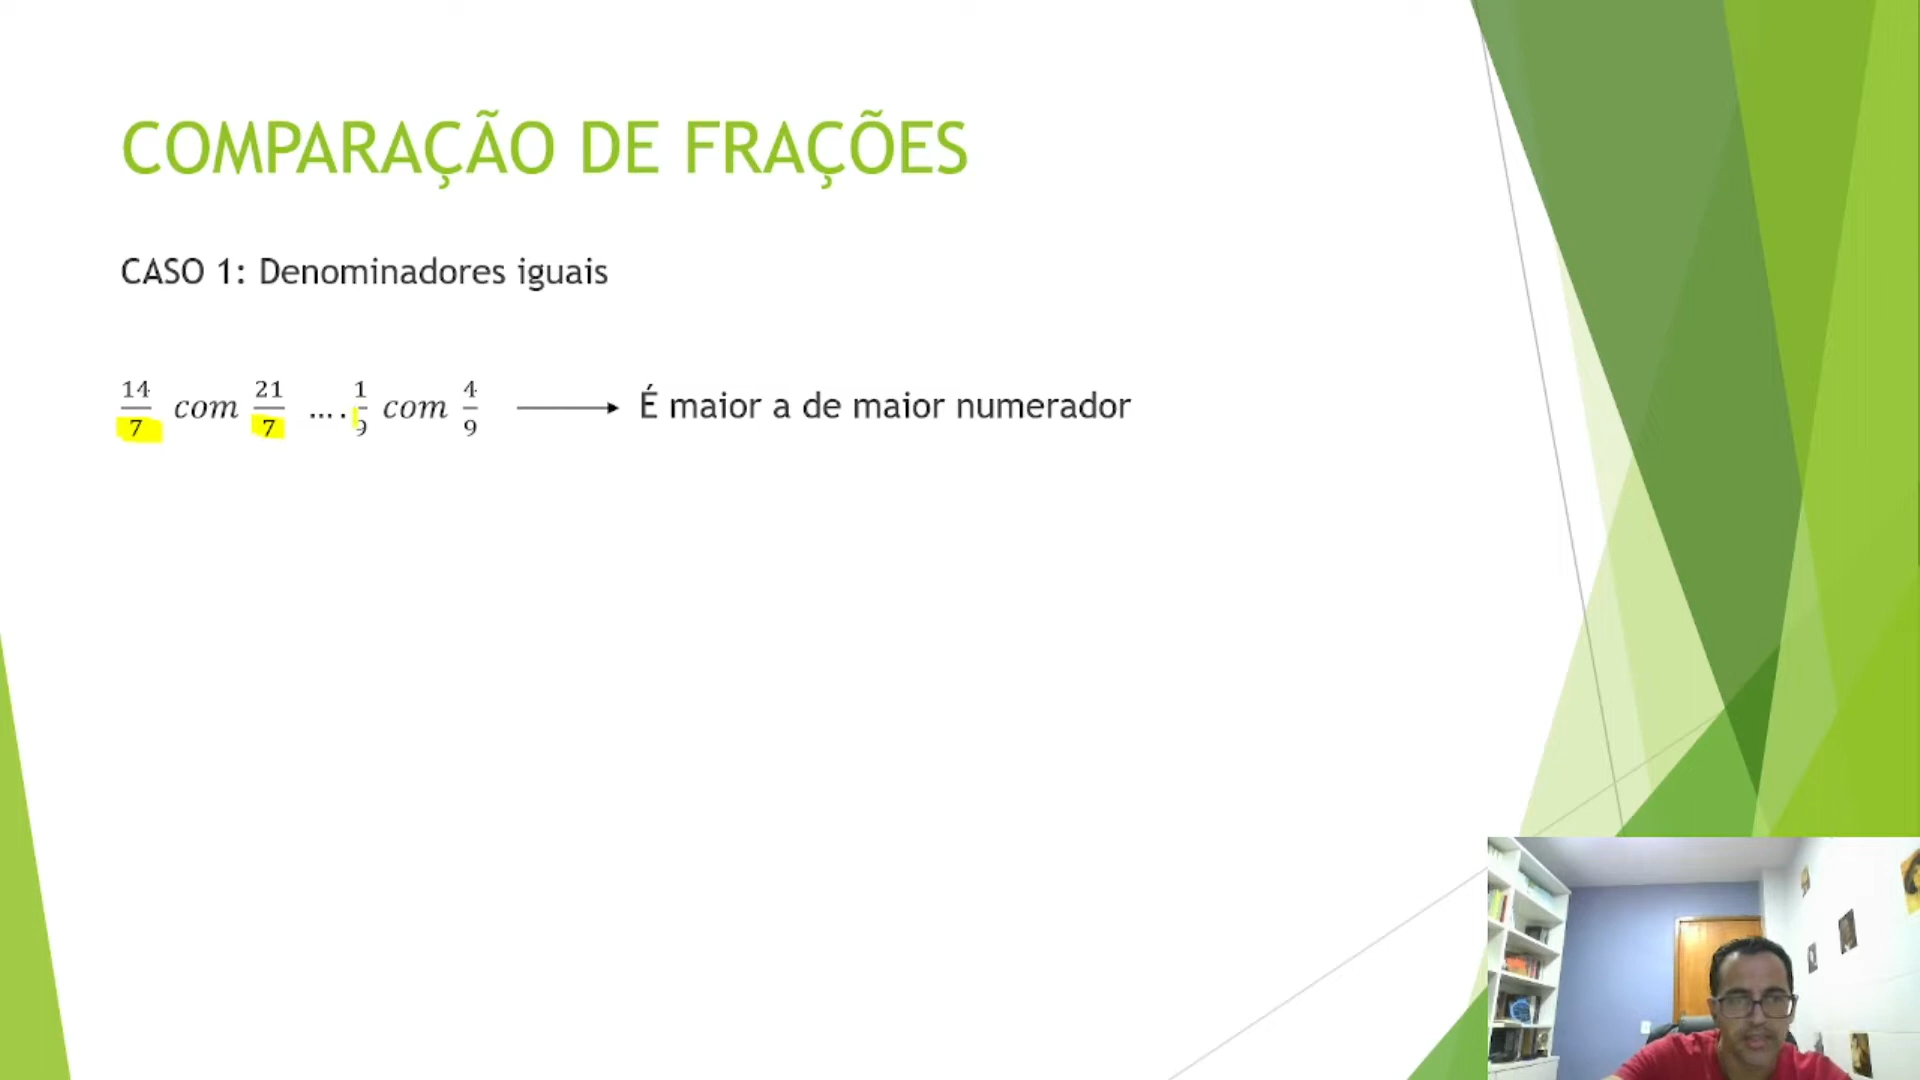 COMPARAÇÃO DE FRAÇÕES
CASO 1: Denominadores iguais
14/7 com 21/7 .... 1/9 com 4/9 → É maior a de maior numerador